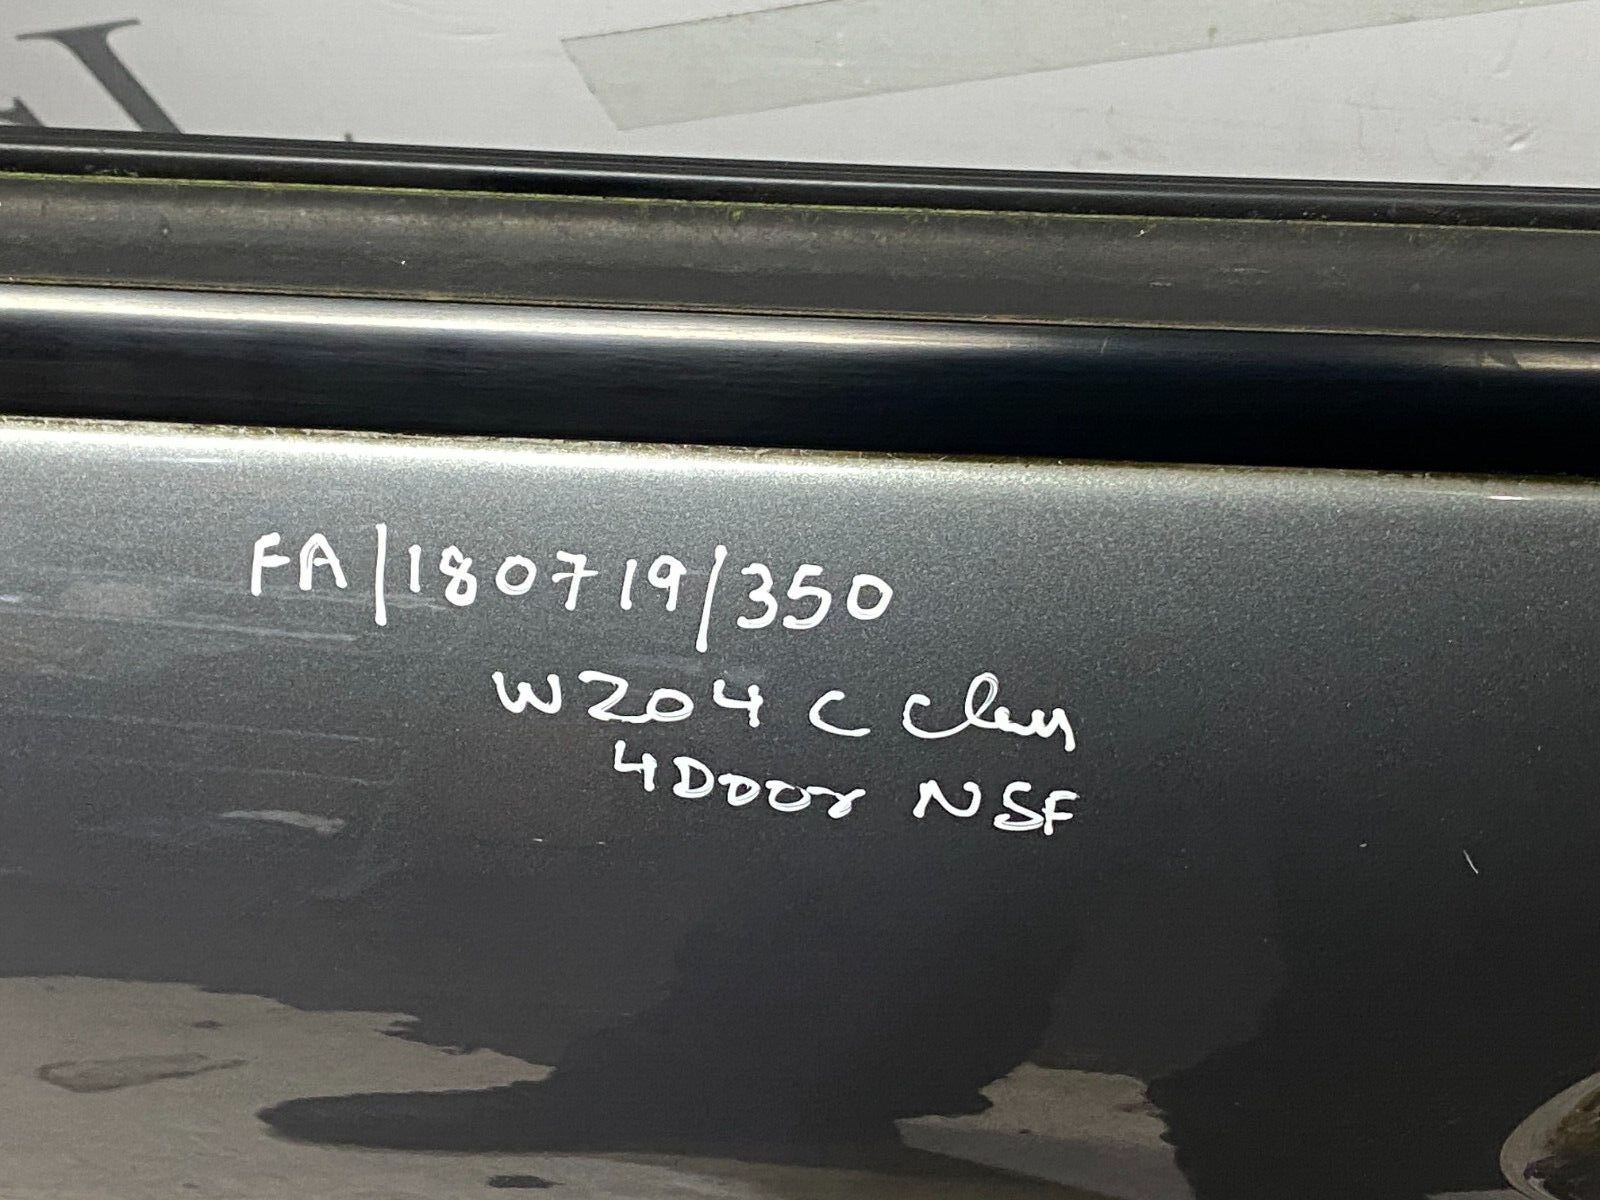 FA/180719/350
W204 C Class
4Door NSF